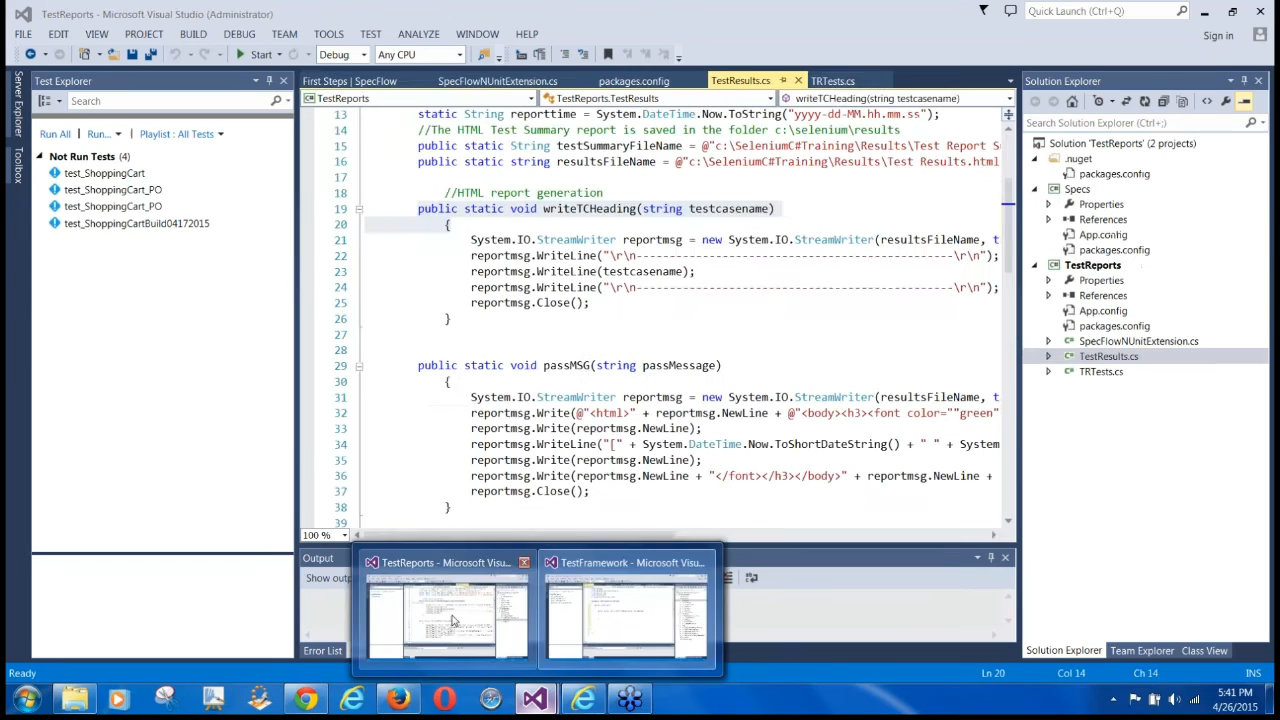 TestReports - Microsoft Visual Studio (Administrator)
Quick Launch (Ctrl+Q)
FILE EDIT VIEW PROJECT BUILD DEBUG TEAM TOOLS TEST ANALYZE WINDOW HELP
Sign in
Start Debug Any CPU
Server Explorer
Toolbox
Test Explorer
Search
Run All Run... Playlist : All Tests
Not Run Tests (4)
test_ShoppingCart
test_ShoppingCart_PO
test_ShoppingCart_PO
test_ShoppingCartBuild04172015
First Steps | SpecFlow SpecFlowNUnitExtension.cs packages.config TestResults.cs TRTests.cs
TestReports TestReports.TestResults writeTCHeading(string testcasename)
13 static String reporttime = System.DateTime.Now.ToString("yyyy-dd-MM.hh.mm.ss");
14 //The HTML Test Summary report is saved in the folder c:\selenium\results
15 public static String testSummaryFileName = @"c:\SeleniumC#Training\Results\Test Report S
16 public static String resultsFileName = @"c:\SeleniumC#Training\Results\Test Results.html
17
18 //HTML report generation
19 public static void writeTCHeading(string testcasename)
20 {
21 System.IO.StreamWriter reportmsg = new System.IO.StreamWriter(resultsFileName, t
22 reportmsg.WriteLine("\r\n---------------------------------------------\r\n");
23 reportmsg.WriteLine(testcasename);
24 reportmsg.WriteLine("\r\n---------------------------------------------\r\n");
25 reportmsg.Close();
26 }
27
28
29 public static void passMSG(string passMessage)
30 {
31 System.IO.StreamWriter reportmsg = new System.IO.StreamWriter(resultsFileName, t
32 reportmsg.Write(@"<html>" + reportmsg.NewLine + @"<body><h3><font color=""green"
33 reportmsg.Write(reportmsg.NewLine);
34 reportmsg.WriteLine("[" + System.DateTime.Now.ToShortDateString() + " " + System
35 reportmsg.Write(reportmsg.NewLine);
36 reportmsg.Write(reportmsg.NewLine + "</font></h3></body>" + reportmsg.NewLine +
37 reportmsg.Close();
38 }
39
100 %
Solution Explorer
Search Solution Explorer (Ctrl+;)
Solution 'TestReports' (2 projects)
.nuget
packages.config
Specs
Properties
References
App.config
packages.config
TestReports
Properties
References
App.config
packages.config
SpecFlowNUnitExtension.cs
TestResults.cs
TRTests.cs
Solution Explorer Team Explorer Class View
Output
Show outp
Error List
TestReports - Microsoft Visu...
TestFramework - Microsoft Visu...
Ready
Ln 20 Col 14 Ch 14 INS
5:41 PM
4/26/2015